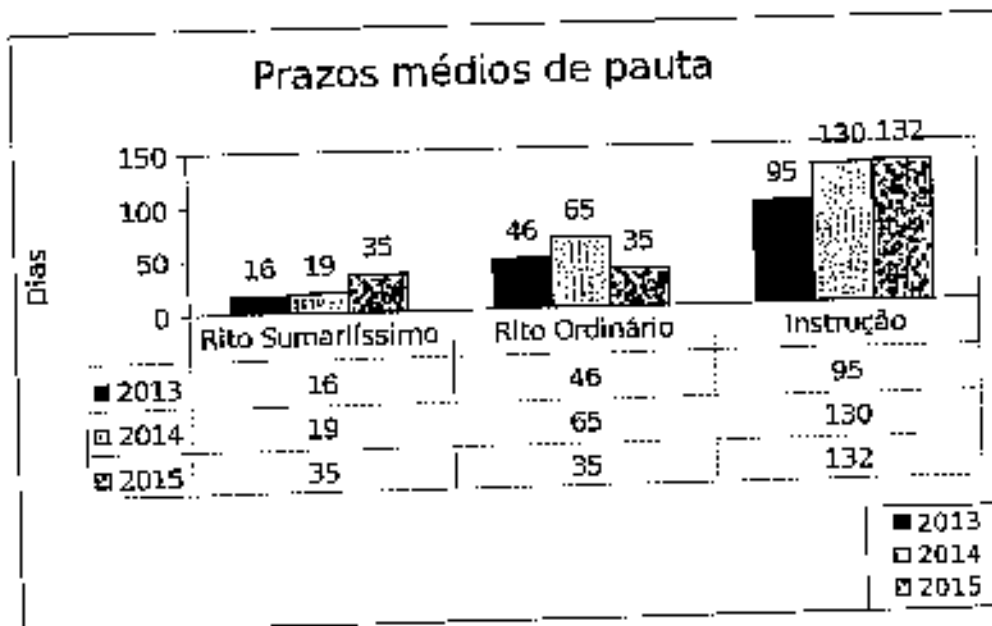 Prazos médios de pauta
Dias
150
100
50
0
16 19 35
46 65 35
95 130 132
Rito Sumariíssimo Rito Ordinário Instrução
2013 16 46 95
2014 19 65 130
2015 35 35 132
2013
2014
2015